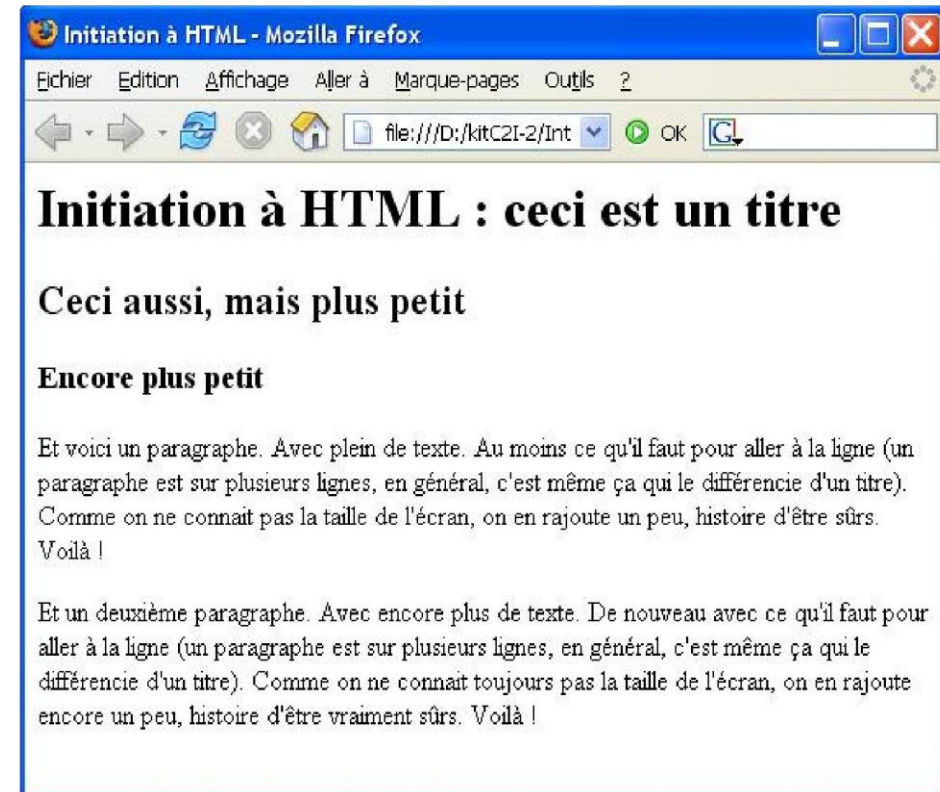 Initiation à HTML - Mozilla Firefox
Fichier Edition Affichage Aller à Marque-pages Outils ?
file:///D:/kitC2I-2/Int OK G
Initiation à HTML : ceci est un titre
Ceci aussi, mais plus petit
Encore plus petit
Et voici un paragraphe. Avec plein de texte. Au moins ce qu'il faut pour aller à la ligne (un
paragraphe est sur plusieurs lignes, en général, c'est même ça qui le différencie d'un titre).
Comme on ne connait pas la taille de l'écran, on en rajoute un peu, histoire d'être sûrs.
Voilà !
Et un deuxième paragraphe. Avec encore plus de texte. De nouveau avec ce qu'il faut pour
aller à la ligne (un paragraphe est sur plusieurs lignes, en général, c'est même ça qui le
différencie d'un titre). Comme on ne connait toujours pas la taille de l'écran, on en rajoute
encore un peu, histoire d'être vraiment sûrs. Voilà !